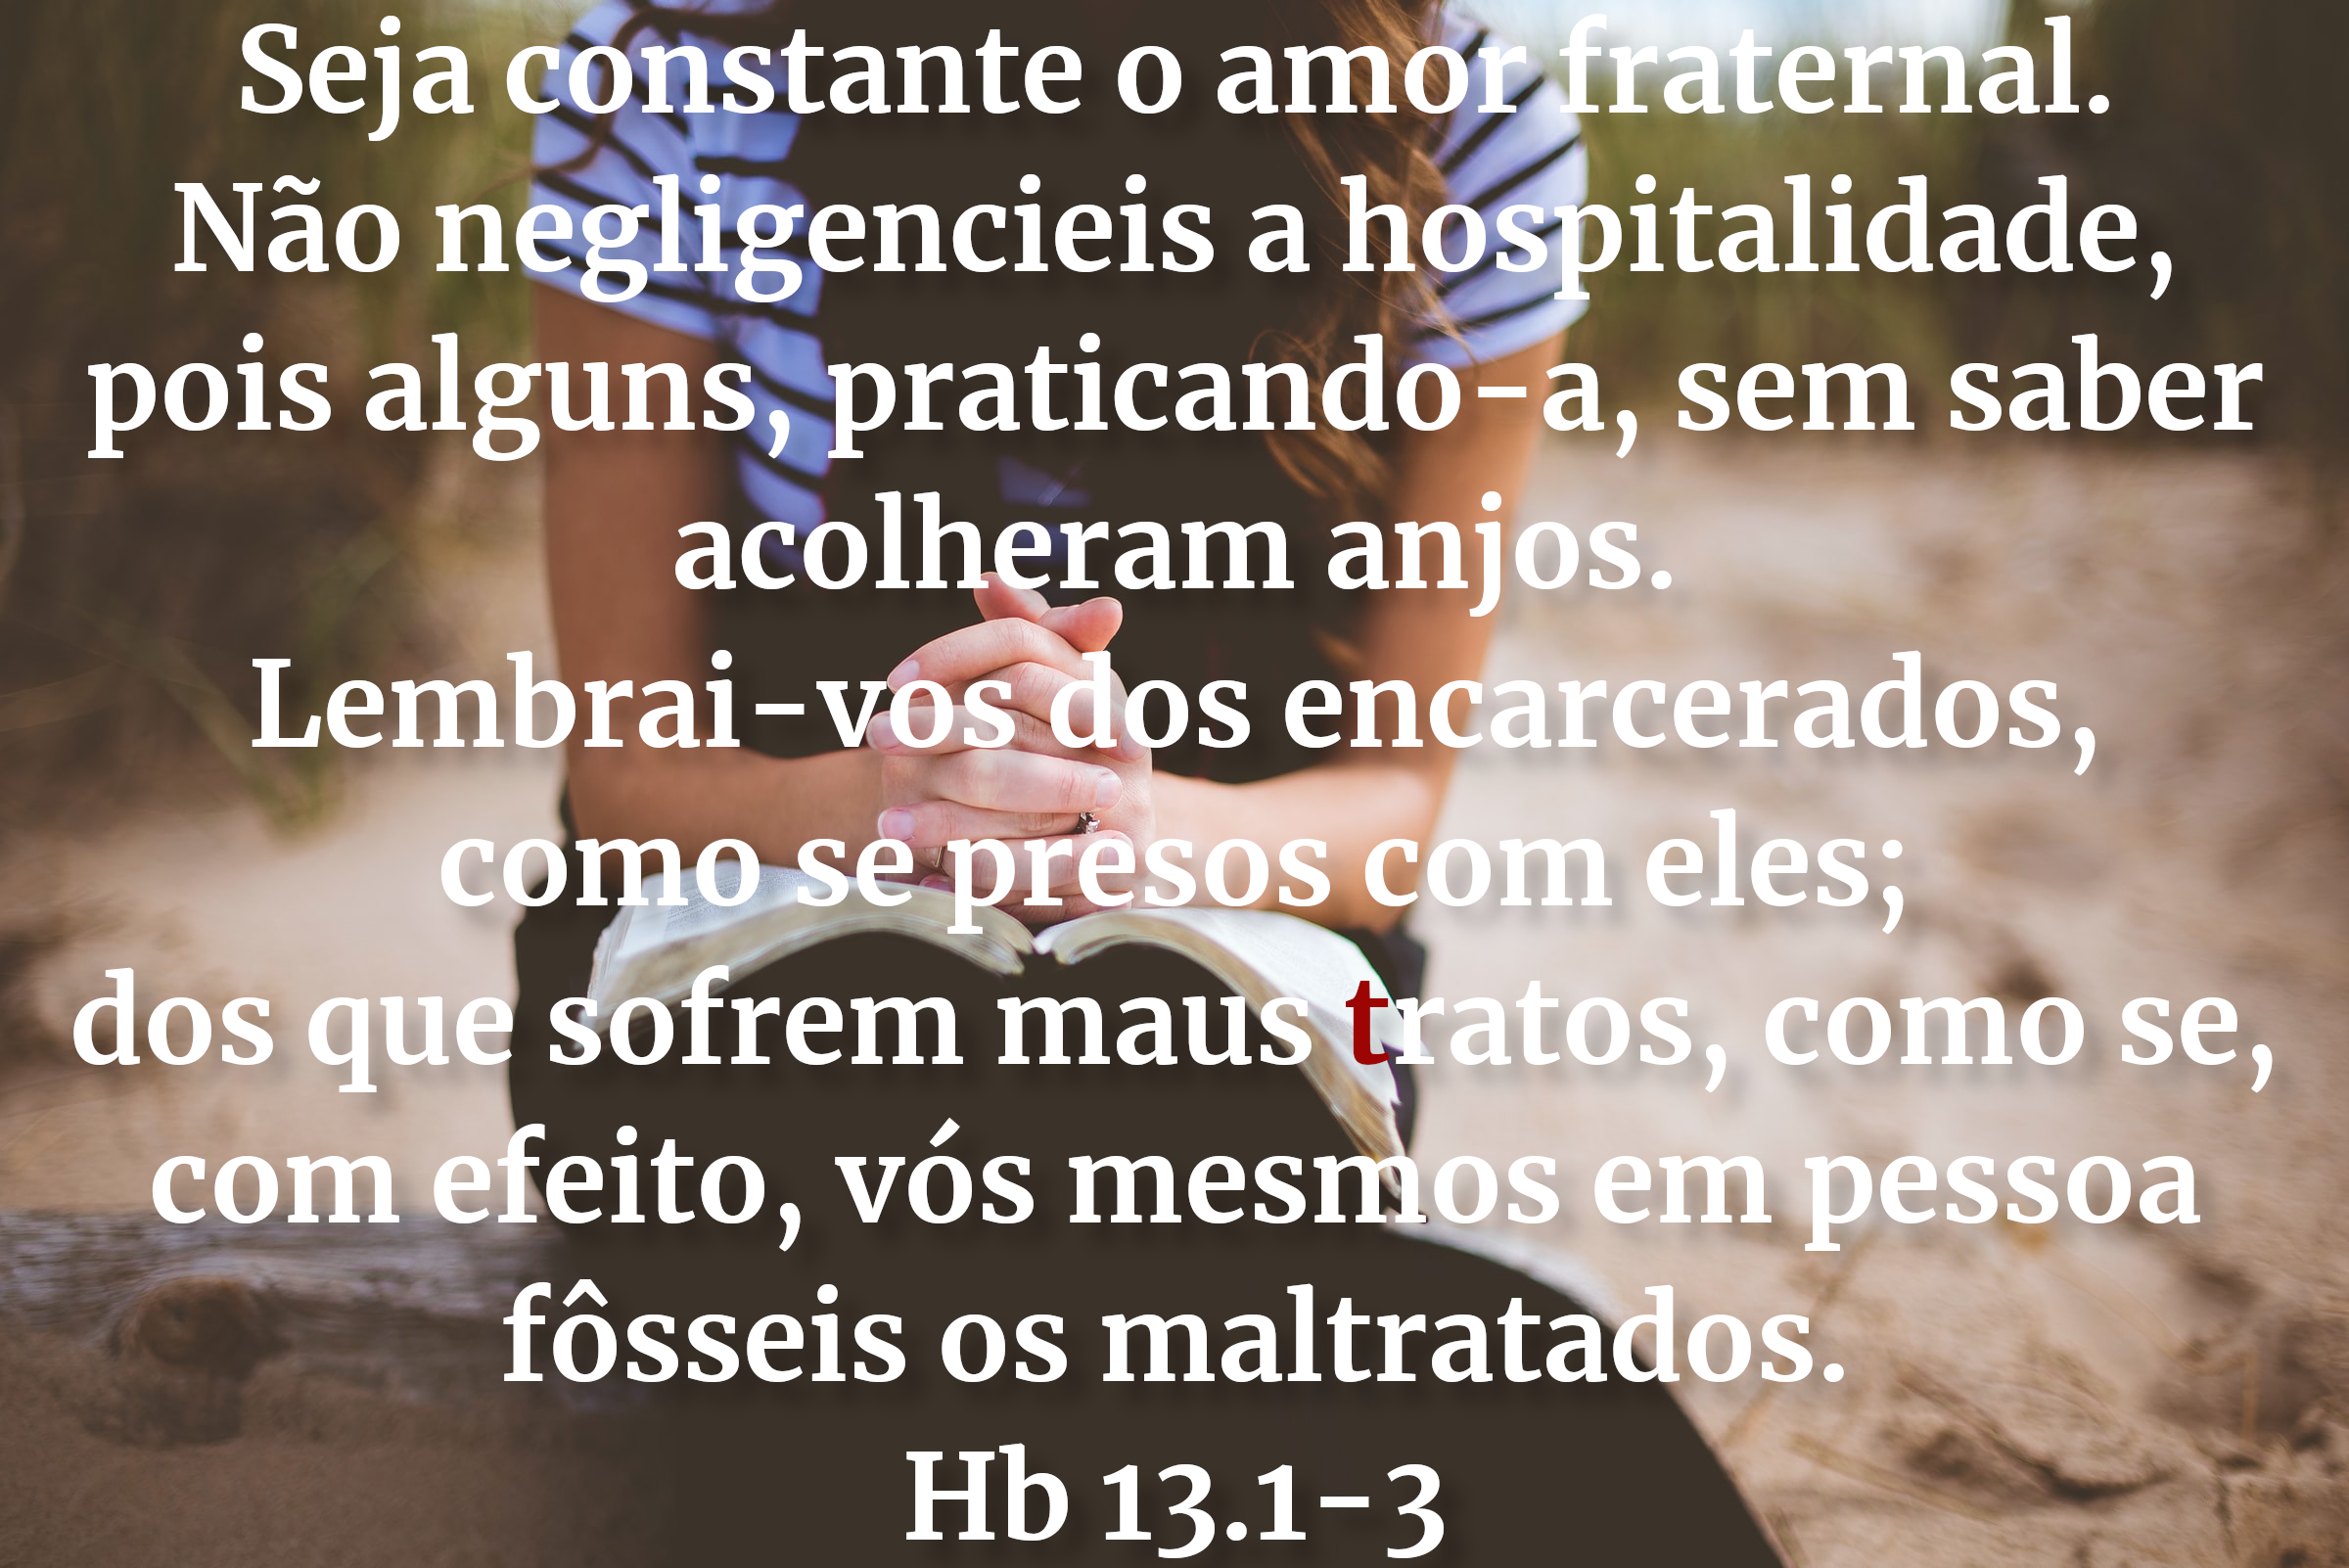 Seja constante o amor fraternal.
Não negligencieis a hospitalidade,
pois alguns, praticando-a, sem saber
acolheram anjos.
Lembrai-vos dos encarcerados,
como se presos com eles;
dos que sofrem maus tratos, como se,
com efeito, vós mesmos em pessoa
fôsseis os maltratados.
Hb 13.1-3